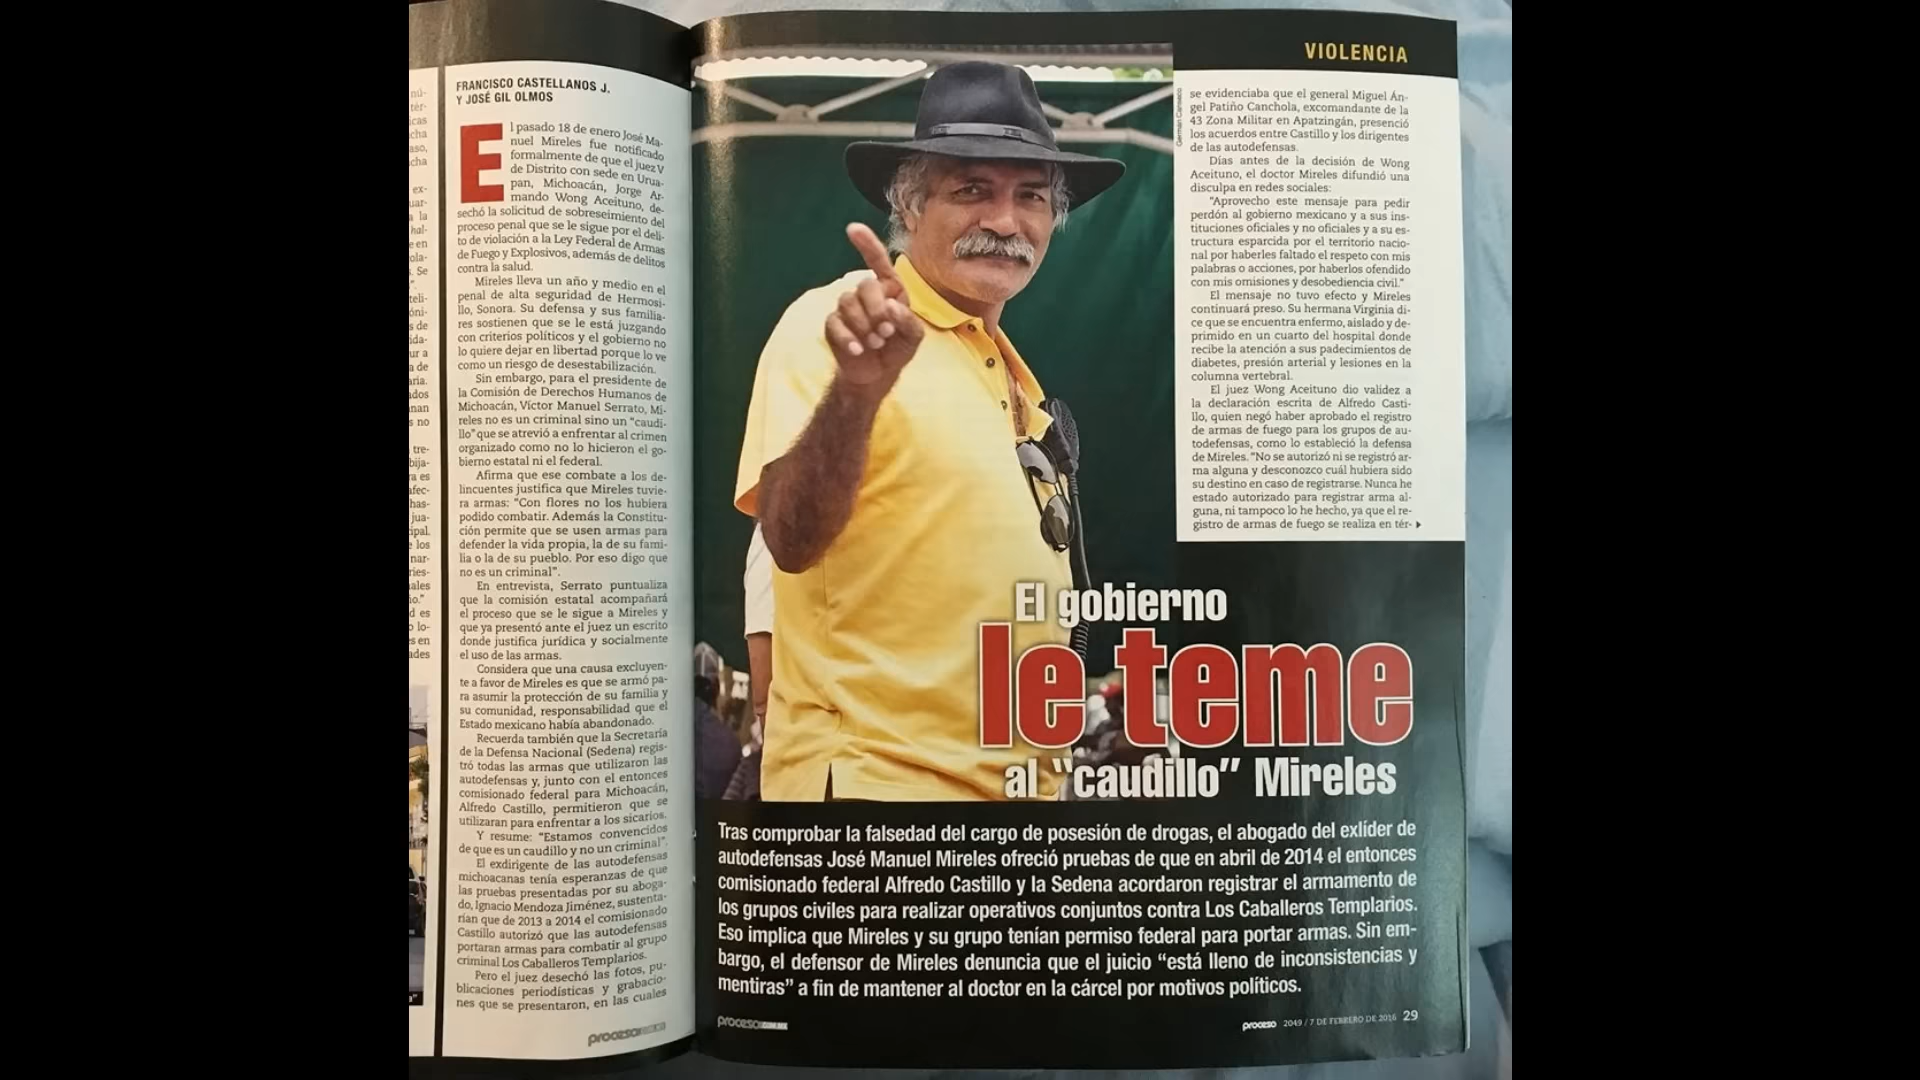 FRANCISCO CASTELLANOS J.
Y JOSÉ GIL OLMOS
El pasado 18 de enero José Ma-
nuel Mireles fue notificado
formalmente de que el juez V
de Distrito con sede en Urua-
pan, Michoacán, Jorge Ar-
mando Wong Aceituno, de-
sechó la solicitud de sobreseimiento del
proceso penal que se le sigue por el deli-
to de violación a la Ley Federal de Armas
de Fuego y Explosivos, además de delitos
contra la salud.
Mireles lleva un año y medio en el
penal de alta seguridad de Hermosi-
llo, Sonora. Su defensa y sus familia-
res sostienen que se le está juzgando
con criterios políticos y el gobierno no
lo quiere dejar en libertad porque lo ve
como un riesgo de desestabilización.
Sin embargo, para el presidente de
la Comisión de Derechos Humanos de
Michoacán, Víctor Manuel Serrato, Mi-
reles no es un criminal sino un "caudi-
llo" que se atrevió a enfrentar al crimen
organizado como no lo hicieron el go-
bierno estatal ni el federal.
Afirma que ese combate a los de-
lincuentes justifica que Mireles tuvie-
ra armas: "Con flores no los hubiera
podido combatir. Además la Constitu-
ción permite que se usen armas para
defender la vida propia, la de su fami-
lia o la de su pueblo. Por eso digo que
no es un criminal".
En entrevista, Serrato puntualiza
que la comisión estatal acompañará
el proceso que se le sigue a Mireles y
que ya presentó ante el juez un escrito
donde justifica jurídica y socialmente
el uso de las armas.
Considera que una causa excluyen-
te a favor de Mireles es que se armó pa-
ra asumir la protección de su familia y
su comunidad, responsabilidad que el
Estado mexicano había abandonado.
Recuerda también que la Secretaría
de la Defensa Nacional (Sedena) regis-
tró todas las armas que utilizaron las
autodefensas y, junto con el entonces
comisionado federal para Michoacán,
Alfredo Castillo, permitieron que se
utilizaran para enfrentar a los sicarios.
Y resume: "Estamos convencidos
de que es un caudillo y no un criminal".
El exdirigente de las autodefensas
michoacanas tenía esperanzas de que
las pruebas presentadas por su aboga-
do, Ignacio Mendoza Jiménez, sustenta-
rían que de 2013 a 2014 el comisionado
Castillo autorizó que las autodefensas
portaran armas para combatir al grupo
criminal Los Caballeros Templarios.
Pero el juez desechó las fotos, pu-
blicaciones periodísticas y grabacio-
nes que se presentaron, en las cuales
proceso
VIOLENCIA
Germán Canseco
se evidenciaba que el general Miguel Án-
gel Patiño Canchola, excomandante de la
43 Zona Militar en Apatzingán, presenció
los acuerdos entre Castillo y los dirigentes
de las autodefensas.
Días antes de la decisión de Wong
Aceituno, el doctor Mireles difundió una
disculpa en redes sociales:
"Aprovecho este mensaje para pedir
perdón al gobierno mexicano y a sus ins-
tituciones oficiales y no oficiales y a su es-
tructura esparcida por el territorio nacio-
nal por haberles faltado el respeto con mis
palabras o acciones, por haberlos ofendido
con mis omisiones y desobediencia civil."
El mensaje no tuvo efecto y Mireles
continuará preso. Su hermana Virginia di-
ce que se encuentra enfermo, aislado y de-
primido en un cuarto del hospital donde
recibe la atención a sus padecimientos de
diabetes, presión arterial y lesiones en la
columna vertebral.
El juez Wong Aceituno dio validez a
la declaración escrita de Alfredo Casti-
llo, quien negó haber aprobado el registro
de armas de fuego para los grupos de au-
todefensas, como lo estableció la defensa
de Mireles. "No se autorizó ni se registró ar-
ma alguna y desconozco cuál hubiera sido
su destino en caso de registrarse. Nunca he
estado autorizado para registrar arma al-
guna, ni tampoco lo he hecho, ya que el re-
gistro de armas de fuego se realiza en tér-
El gobierno
le teme
al "caudillo" Mireles
Tras comprobar la falsedad del cargo de posesión de drogas, el abogado del exlíder de
autodefensas José Manuel Mireles ofreció pruebas de que en abril de 2014 el entonces
comisionado federal Alfredo Castillo y la Sedena acordaron registrar el armamento de
los grupos civiles para realizar operativos conjuntos contra Los Caballeros Templarios.
Eso implica que Mireles y su grupo tenían permiso federal para portar armas. Sin em-
bargo, el defensor de Mireles denuncia que el juicio "está lleno de inconsistencias y
mentiras" a fin de mantener al doctor en la cárcel por motivos políticos.
proceso.com.mx
proceso 2049 / 7 DE FEBRERO DE 2016 29